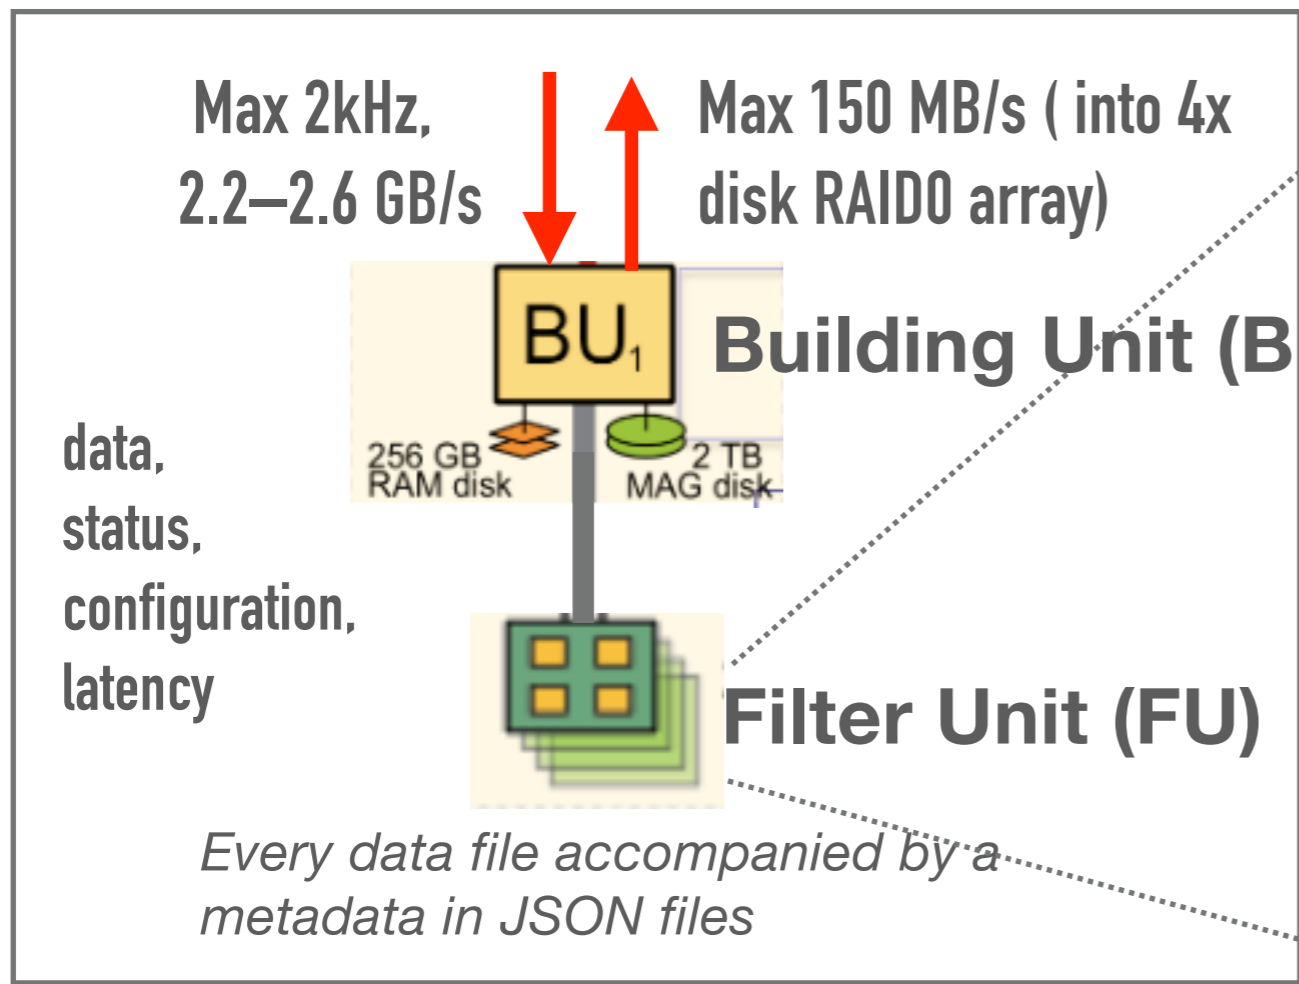 Max 2kHz,
2.2–2.6 GB/s
Max 150 MB/s ( into 4x
disk RAID0 array)
BU1
Building Unit (B
256 GB
RAM disk
2 TB
MAG disk
data,
status,
configuration,
latency
Filter Unit (FU)
Every data file accompanied by a
metadata in JSON files